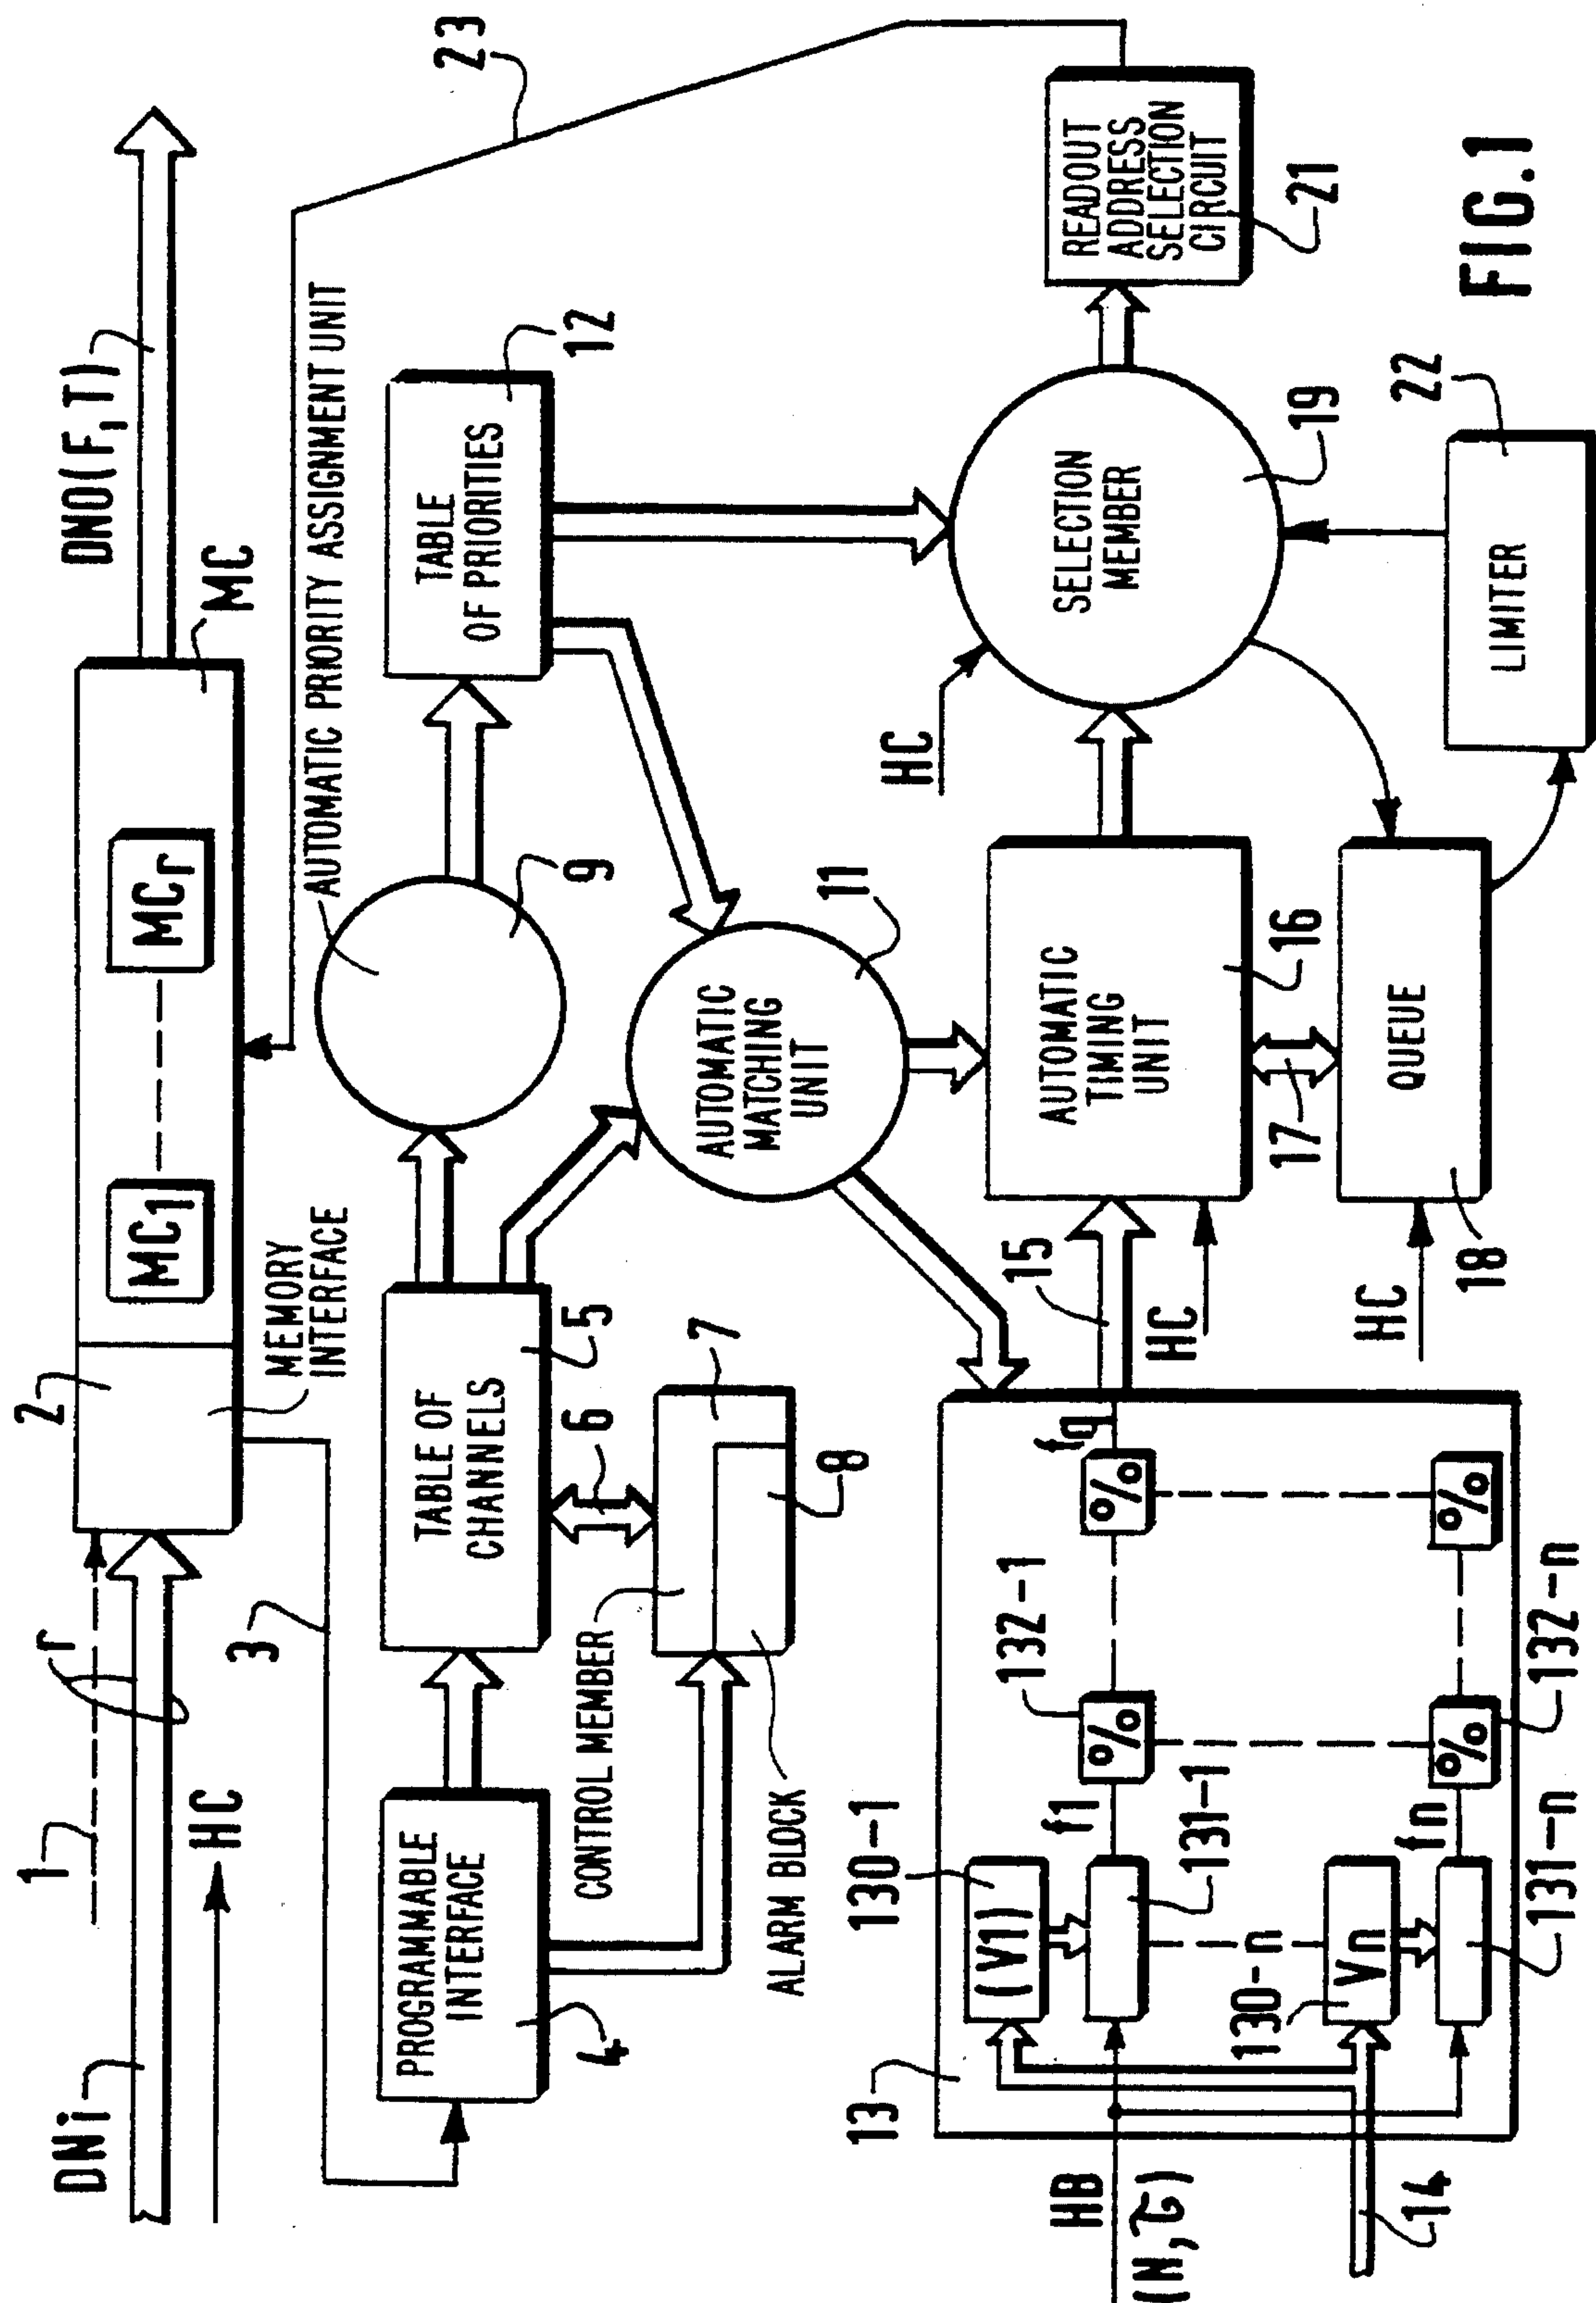 DNi
1
r
HC
2
MEMORY
INTERFACE
MC1
MCr
MC
DNO(F,T)
23
3
PROGRAMMABLE
INTERFACE
4
TABLE OF
CHANNELS
5
6
CONTROL MEMBER
7
8
ALARM BLOCK
AUTOMATIC PRIORITY ASSIGNMENT UNIT
9
TABLE
OF PRIORITIES
12
AUTOMATIC
MATCHING
UNIT
11
13
130-1
(V1)
131-1
f1
132-1
%
%
fq
130-n
Vn
131-n
fn
132-n
%
%
HB
(N,τ)
14
15
HC
AUTOMATIC
TIMING
UNIT
16
17
QUEUE
18
HC
HC
SELECTION
MEMBER
19
LIMITER
22
READOUT
ADDRESS
SELECTION
CIRCUIT
21
FIG.1